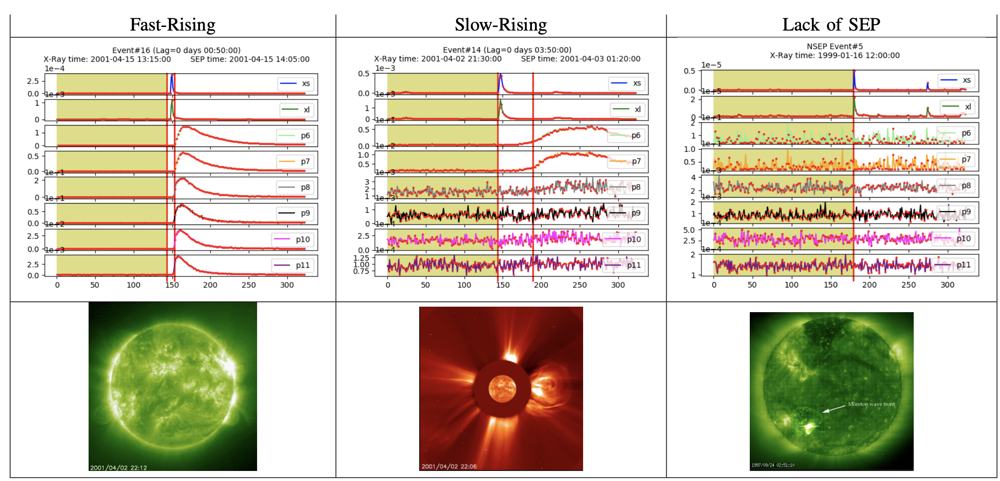 Fast-Rising
Slow-Rising
Lack of SEP
Event#16 (Lag=0 days 00:50:00)
X-Ray time: 2001-04-15 13:15:00 SEP time: 2001-04-15 14:05:00
1e−4
2.5
0.0
xs
1e−3
1
0
xl
1
0
p6
0.5
0.0
p7
1e−1
2
0
p8
1e−1
0.5
0.0
p9
1e−2
2.5
0.0
p10
1e−3
2.5
0.0
p11
0 50 100 150 200 250 300
Event#14 (Lag=0 days 03:50:00)
X-Ray time: 2001-04-02 21:30:00 SEP time: 2001-04-03 01:20:00
1e−3
0.5
0.0
xs
1e−3
1
0
xl
1e−1
0.5
0.0
p6
1e−2
1.0
0.5
p7
1e−3
3
2
1
p8
1e−3
1
0
p9
1e−4
2.5
0.0
p10
1e−4
1.25
1.00
0.75
p11
0 50 100 150 200 250 300
NSEP Event#5
X-Ray time: 1999-01-16 12:00:00
1e−5
0.5
0.0
xs
1e−5
2
0
xl
1e−1
2
1
p6
1e−1
1.0
0.5
p7
1e−3
4
2
p8
1e−3
2
1
p9
1e−4
5.0
2.5
p10
1e−4
2
1
p11
0 50 100 150 200 250 300
2001/04/02 22:12
2001/04/02 22:06
Moreton wave front
1997/09/24 02:51:10